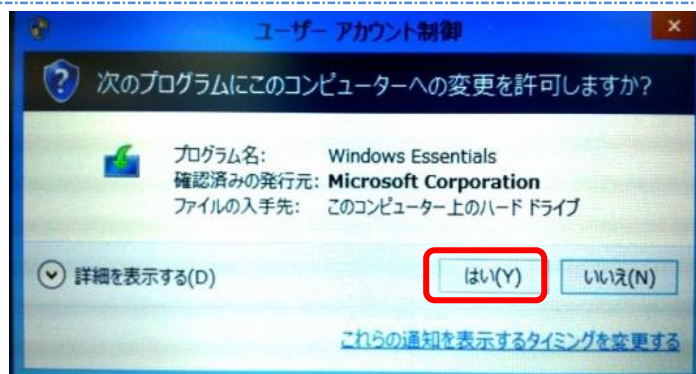 ユーザー アカウント制御
次のプログラムにこのコンピューターへの変更を許可しますか?
プログラム名: Windows Essentials
確認済みの発行元: Microsoft Corporation
ファイルの入手先: このコンピューター上のハード ドライブ
詳細を表示する(D) はい(Y) いいえ(N)
これらの通知を表示するタイミングを変更する